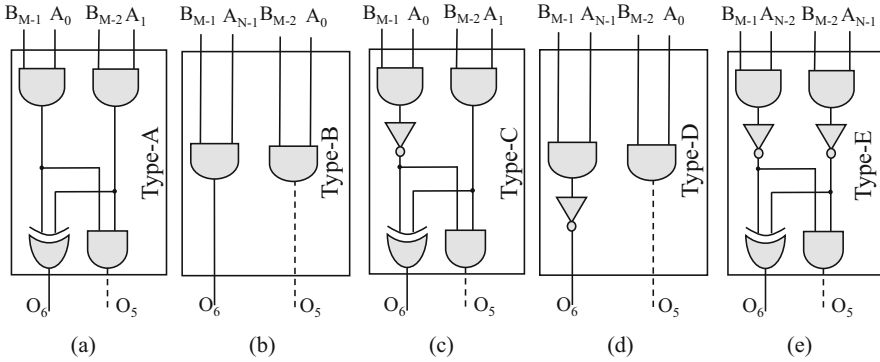 B_{M-1} A_0 B_{M-2} A_1
B_{M-1} A_{N-1} B_{M-2} A_0
B_{M-1} A_0 B_{M-2} A_1
B_{M-1} A_{N-1} B_{M-2} A_0
B_{M-1} A_{N-2} B_{M-2} A_{N-1}
Type-A
Type-B
Type-C
Type-D
Type-E
O_6 O_5
O_6 O_5
O_6 O_5
O_6 O_5
O_6 O_5
(a) (b) (c) (d) (e)